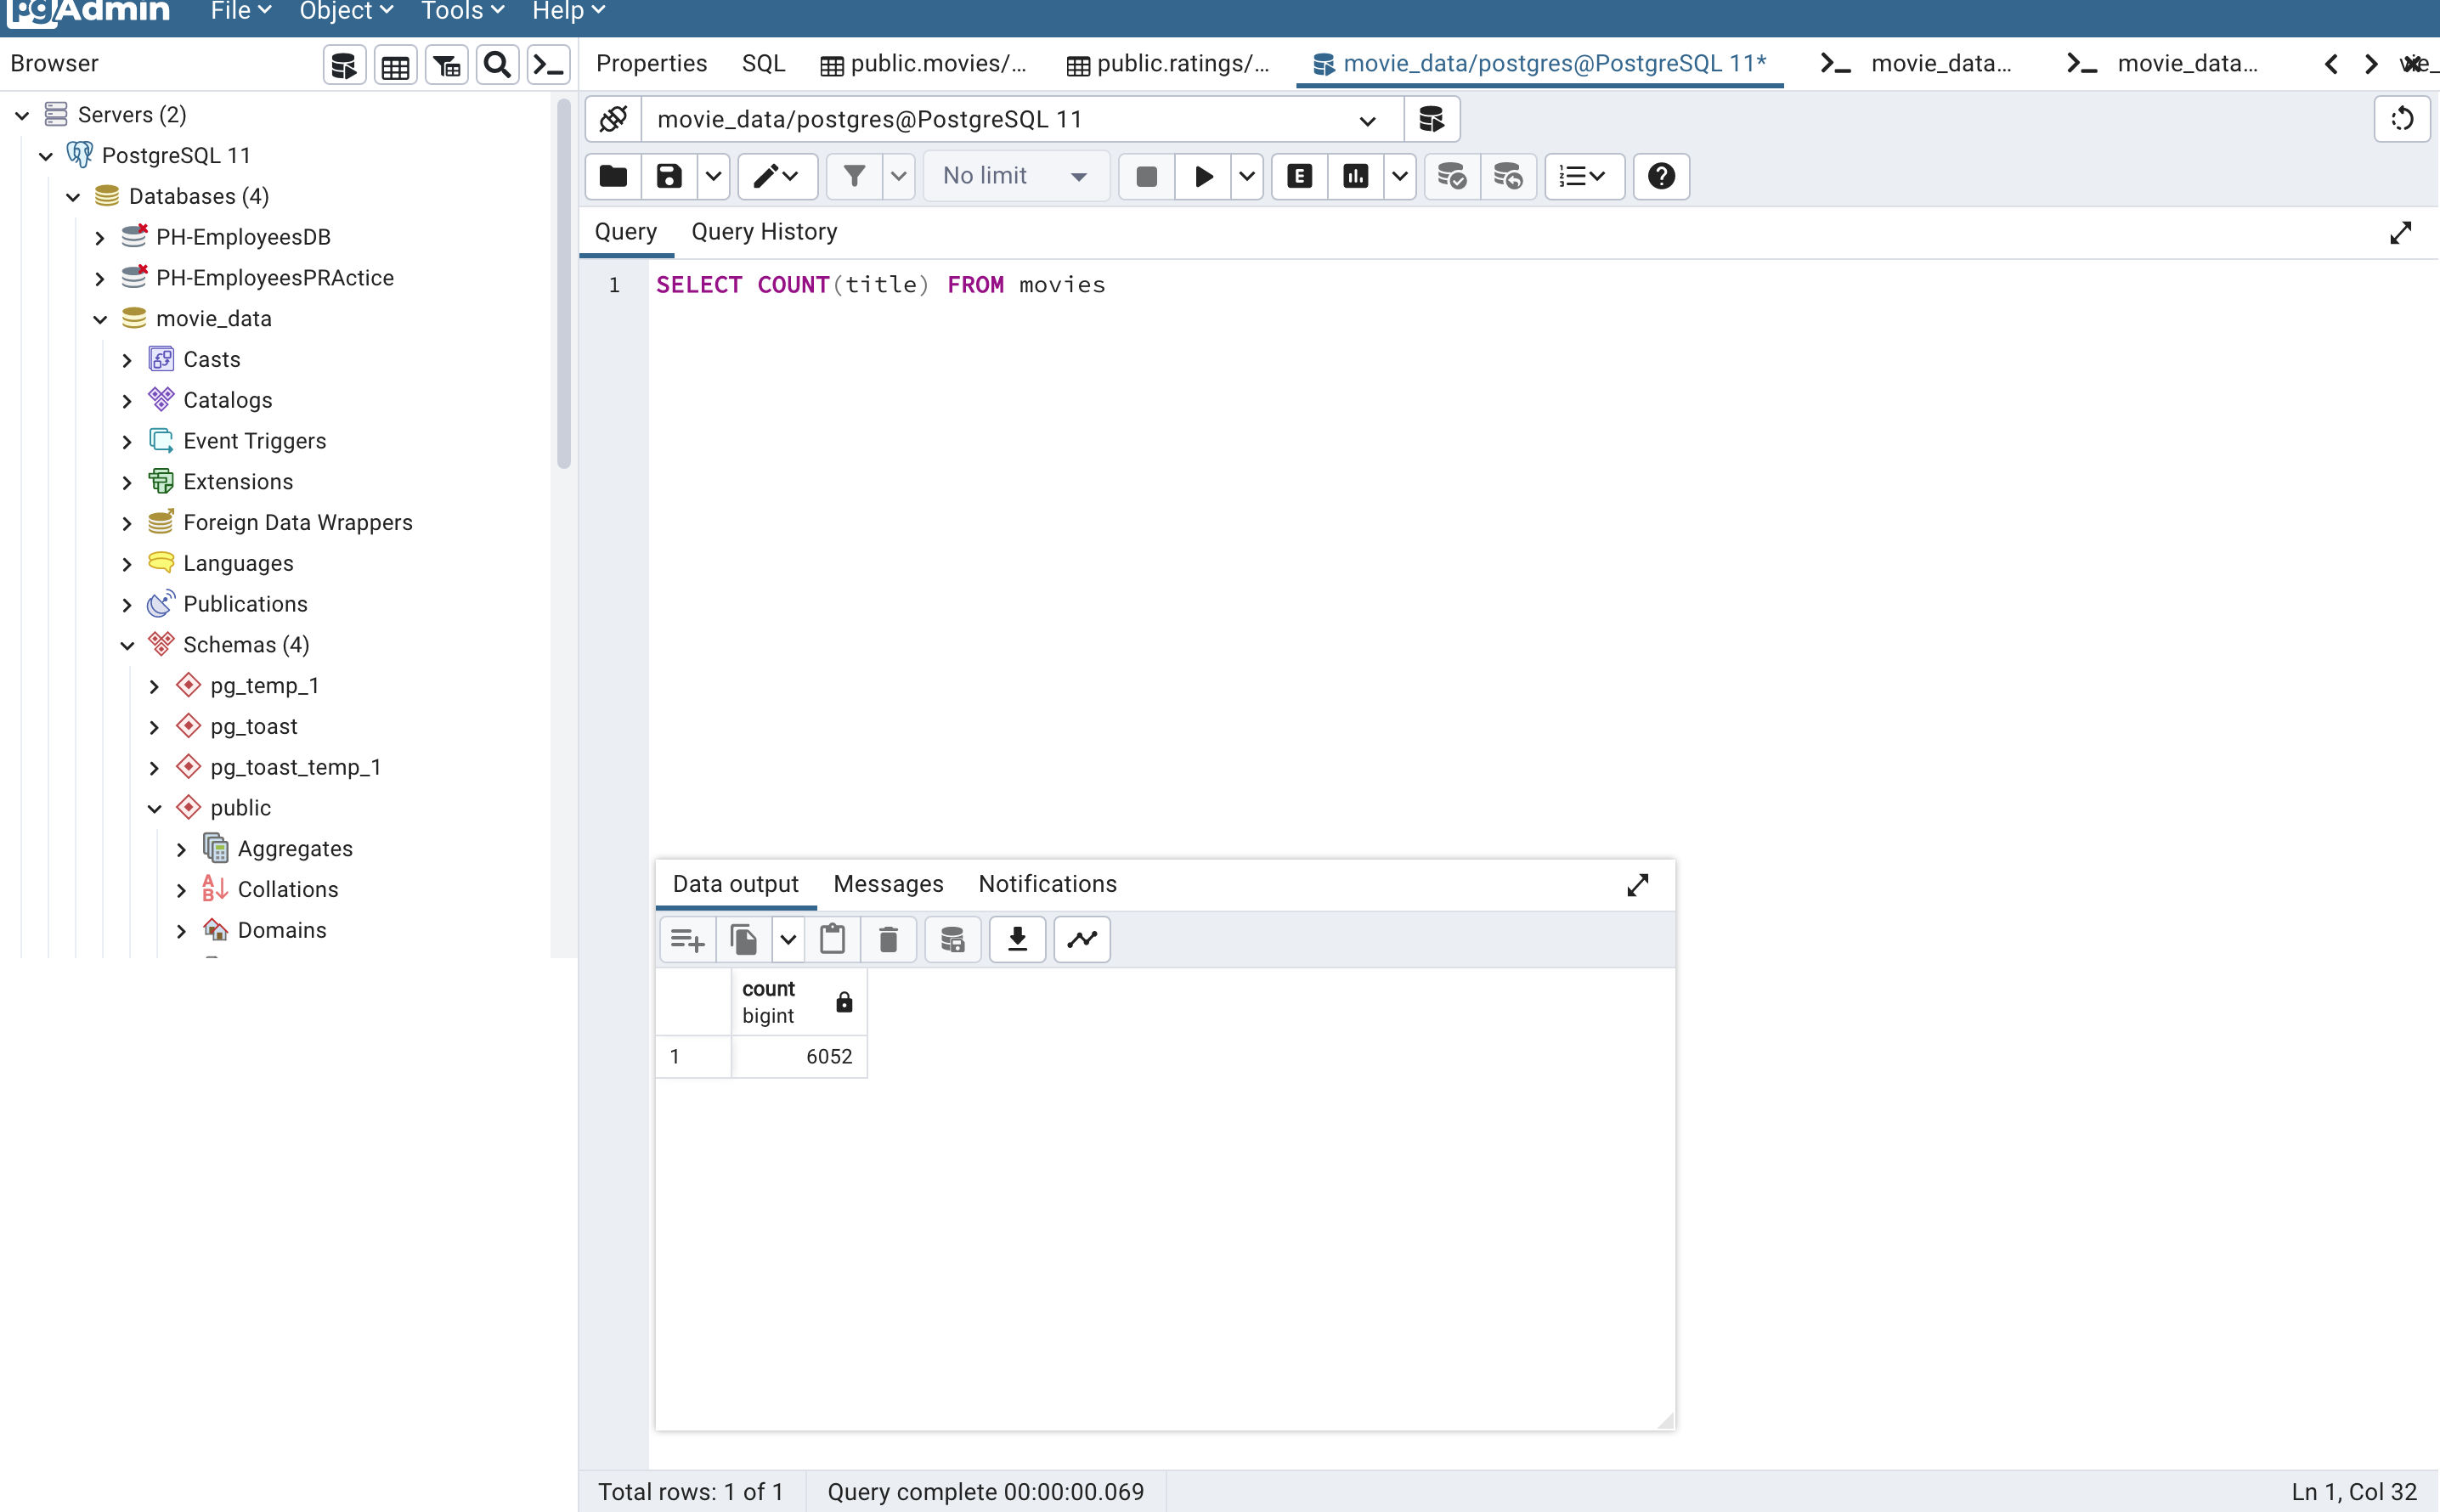 pgAdmin File Object Tools Help
Browser
Properties SQL public.movies/... public.ratings/... movie_data/postgres@PostgreSQL 11* movie_data... movie_data...
Servers (2)
PostgreSQL 11
Databases (4)
PH-EmployeesDB
PH-EmployeesPRActice
movie_data
Casts
Catalogs
Event Triggers
Extensions
Foreign Data Wrappers
Languages
Publications
Schemas (4)
pg_temp_1
pg_toast
pg_toast_temp_1
public
Aggregates
Collations
Domains
movie_data/postgres@PostgreSQL 11
No limit
E
Query Query History
1 SELECT COUNT(title) FROM movies
Data output Messages Notifications
count
bigint
1 6052
Total rows: 1 of 1 Query complete 00:00:00.069 Ln 1, Col 32